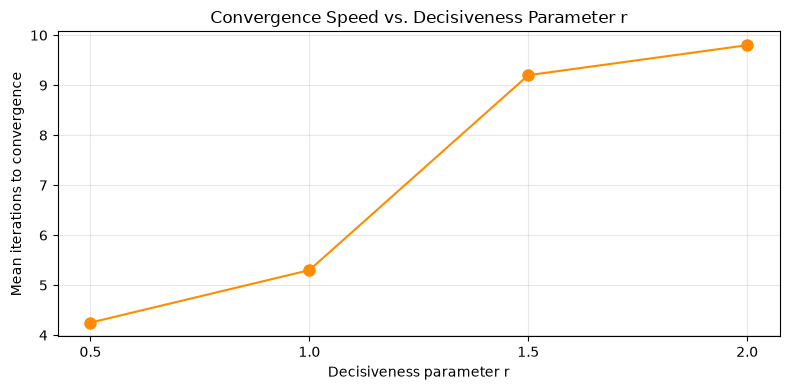 Convergence Speed vs. Decisiveness Parameter r
Mean iterations to convergence
10
9
8
7
6
5
4
0.5 1.0 1.5 2.0
Decisiveness parameter r